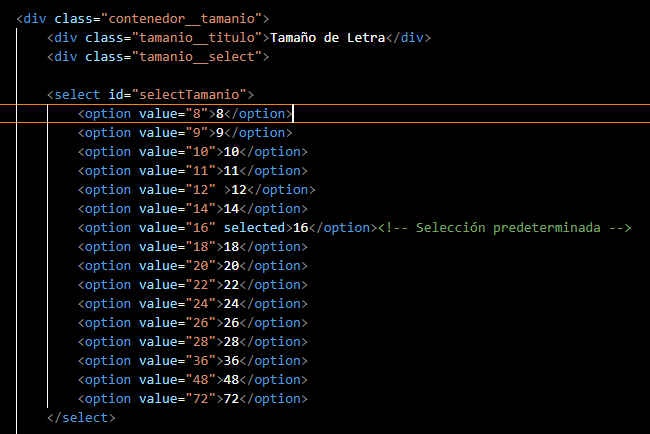 <div class="contenedor__tamanio">
<div class="tamanio__titulo">Tamaño de Letra</div>
<div class="tamanio__select">
<select id="selectTamanio">
<option value="8">8</option>
<option value="9">9</option>
<option value="10">10</option>
<option value="11">11</option>
<option value="12" >12</option>
<option value="14">14</option>
<option value="16" selected>16</option><!-- Selección predeterminada -->
<option value="18">18</option>
<option value="20">20</option>
<option value="22">22</option>
<option value="24">24</option>
<option value="26">26</option>
<option value="28">28</option>
<option value="36">36</option>
<option value="48">48</option>
<option value="72">72</option>
</select>